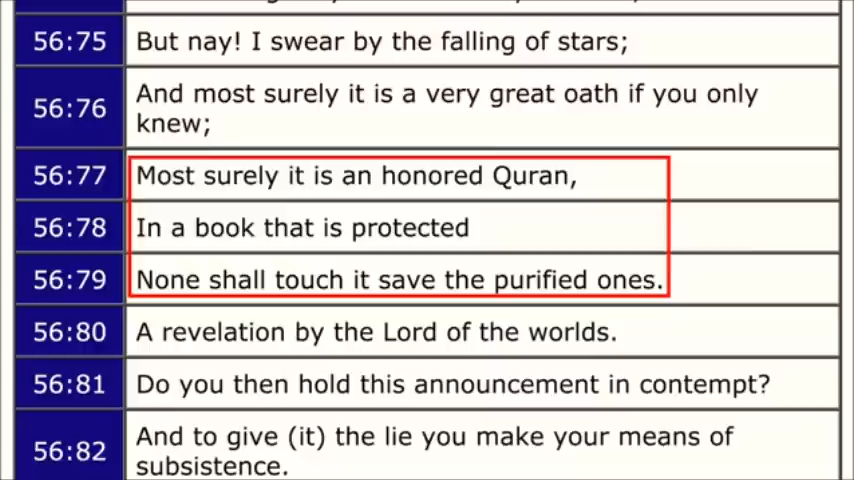 56:75 But nay! I swear by the falling of stars;
56:76 And most surely it is a very great oath if you only
knew;
56:77 Most surely it is an honored Quran,
56:78 In a book that is protected
56:79 None shall touch it save the purified ones.
56:80 A revelation by the Lord of the worlds.
56:81 Do you then hold this announcement in contempt?
56:82 And to give (it) the lie you make your means of
subsistence.